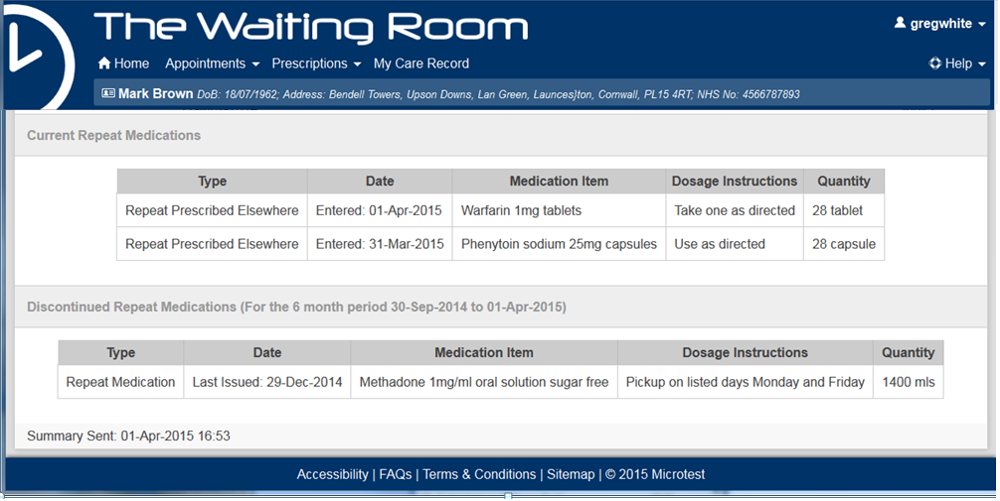 The Waiting Room
gregwhite
Home Appointments Prescriptions My Care Record Help
Mark Brown DoB: 18/07/1962; Address: Bendell Towers, Upson Downs, Lan Green, Launces}ton, Cornwall, PL15 4RT; NHS No: 4566787893
Current Repeat Medications
Type Date Medication Item Dosage Instructions Quantity
Repeat Prescribed Elsewhere Entered: 01-Apr-2015 Warfarin 1mg tablets Take one as directed 28 tablet
Repeat Prescribed Elsewhere Entered: 31-Mar-2015 Phenytoin sodium 25mg capsules Use as directed 28 capsule
Discontinued Repeat Medications (For the 6 month period 30-Sep-2014 to 01-Apr-2015)
Type Date Medication Item Dosage Instructions Quantity
Repeat Medication Last Issued: 29-Dec-2014 Methadone 1mg/ml oral solution sugar free Pickup on listed days Monday and Friday 1400 mls
Summary Sent: 01-Apr-2015 16:53
Accessibility | FAQs | Terms & Conditions | Sitemap | © 2015 Microtest